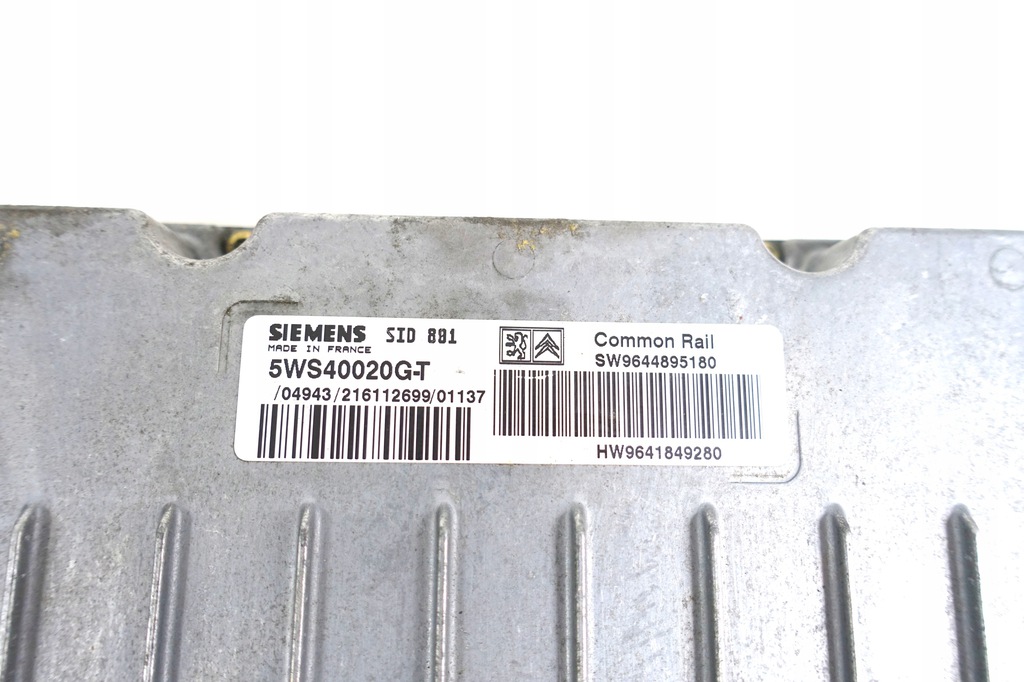 SIEMENS SID 801
MADE IN FRANCE
5WS40020G-T
/04943/216112699/01137
Common Rail
SW9644895180
HW9641849280